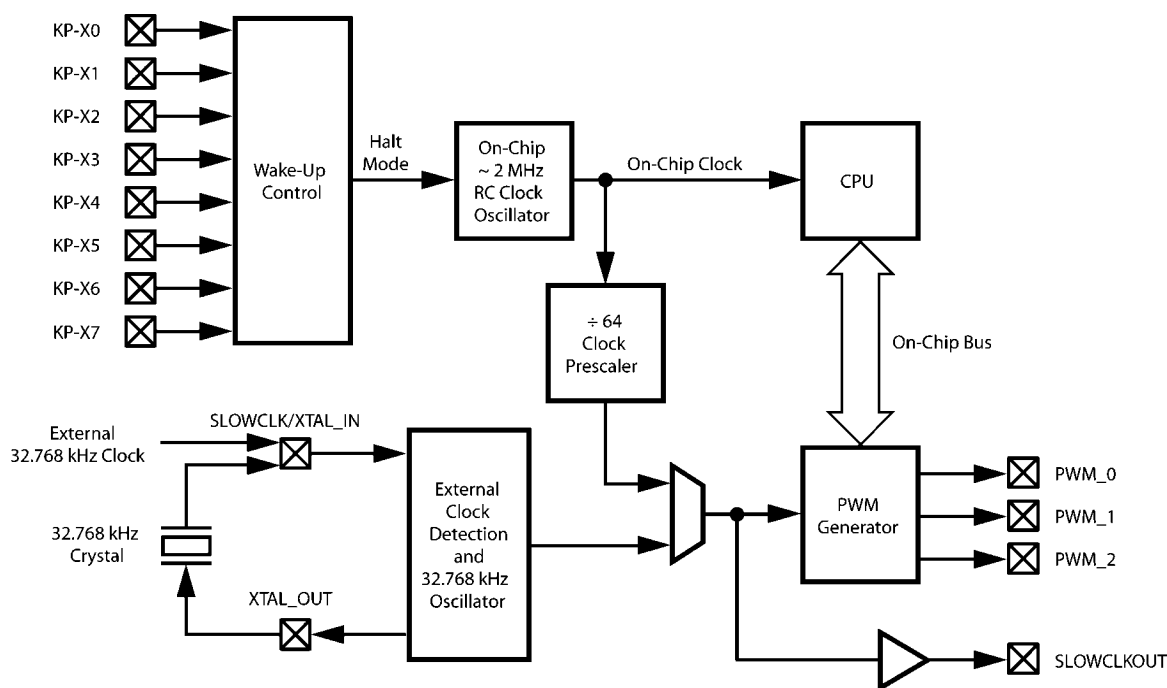 KP-X0
KP-X1
KP-X2
KP-X3
KP-X4
KP-X5
KP-X6
KP-X7
Wake-Up
Control
Halt
Mode
On-Chip
~ 2 MHz
RC Clock
Oscillator
On-Chip Clock
CPU
÷ 64
Clock
Prescaler
On-Chip Bus
SLOWCLK/XTAL_IN
External
32.768 kHz Clock
32.768 kHz
Crystal
XTAL_OUT
External
Clock
Detection
and
32.768 kHz
Oscillator
PWM
Generator
PWM_0
PWM_1
PWM_2
SLOWCLKOUT